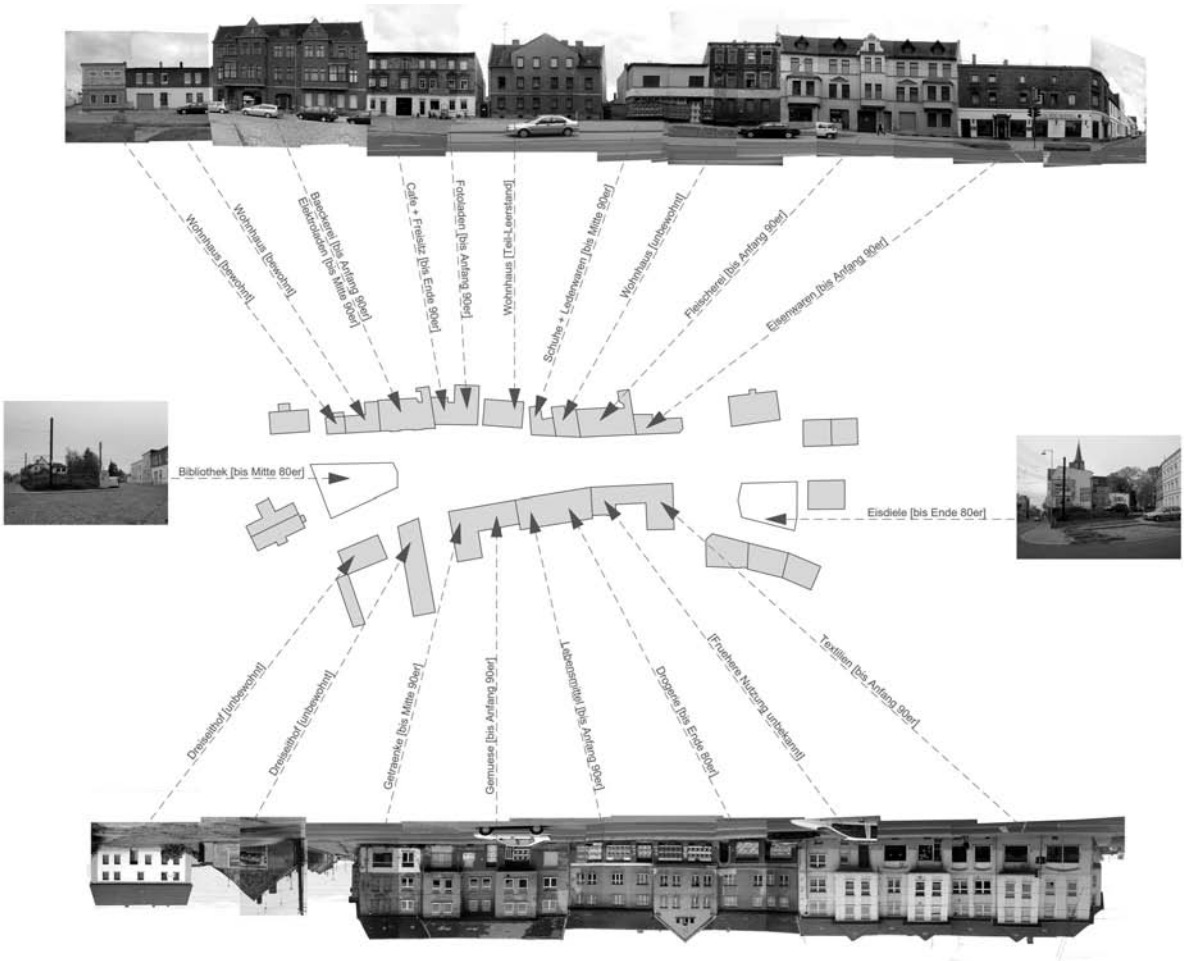 Wohnhaus [bewohnt]
Wohnhaus [bewohnt]
Baeckerei [bis Anfang 90er]
Elektroladen [bis Mitte 90er]
Cafe + Freisitz [bis Ende 90er]
Fotoladen [bis Anfang 90er]
Wohnhaus [Teil-Leerstand]
Schuhe + Lederwaren [bis Mitte 90er]
Wohnhaus [unbewohnt]
Fleischerei [bis Anfang 90er]
Eisenwaren [bis Anfang 90er]
Bibliothek [bis Mitte 80er]
Eisdiele [bis Ende 80er]
Dreiseithof [unbewohnt]
Dreiseithof [unbewohnt]
Getraenke [bis Mitte 90er]
Gemuese [bis Anfang 90er]
Lebensmittel [bis Anfang 90er]
Drogerie [bis Ende 80er]
[Fruehere Nutzung unbekannt]
Textilien [bis Anfang 90er]